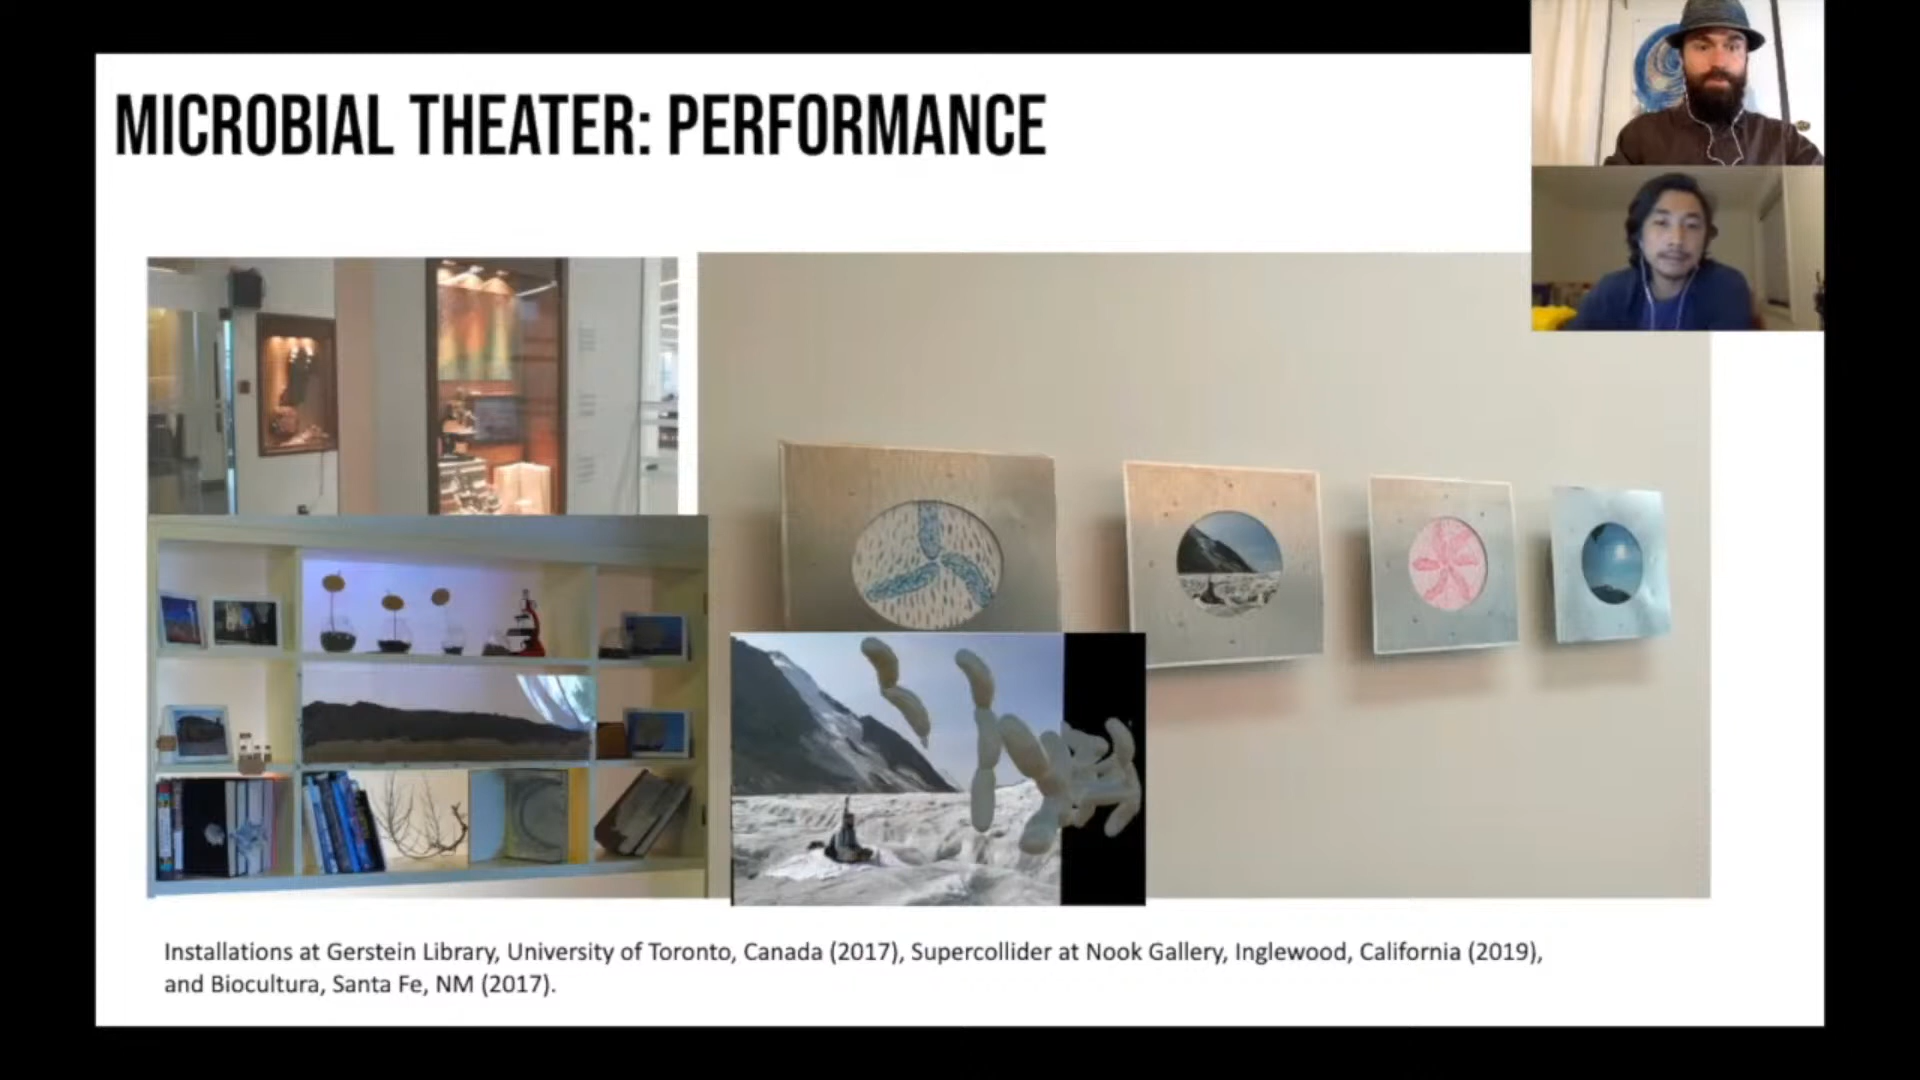 MICROBIAL THEATER: PERFORMANCE
Installations at Gerstein Library, University of Toronto, Canada (2017), Supercollider at Nook Gallery, Inglewood, California (2019),
and Biocultura, Santa Fe, NM (2017).